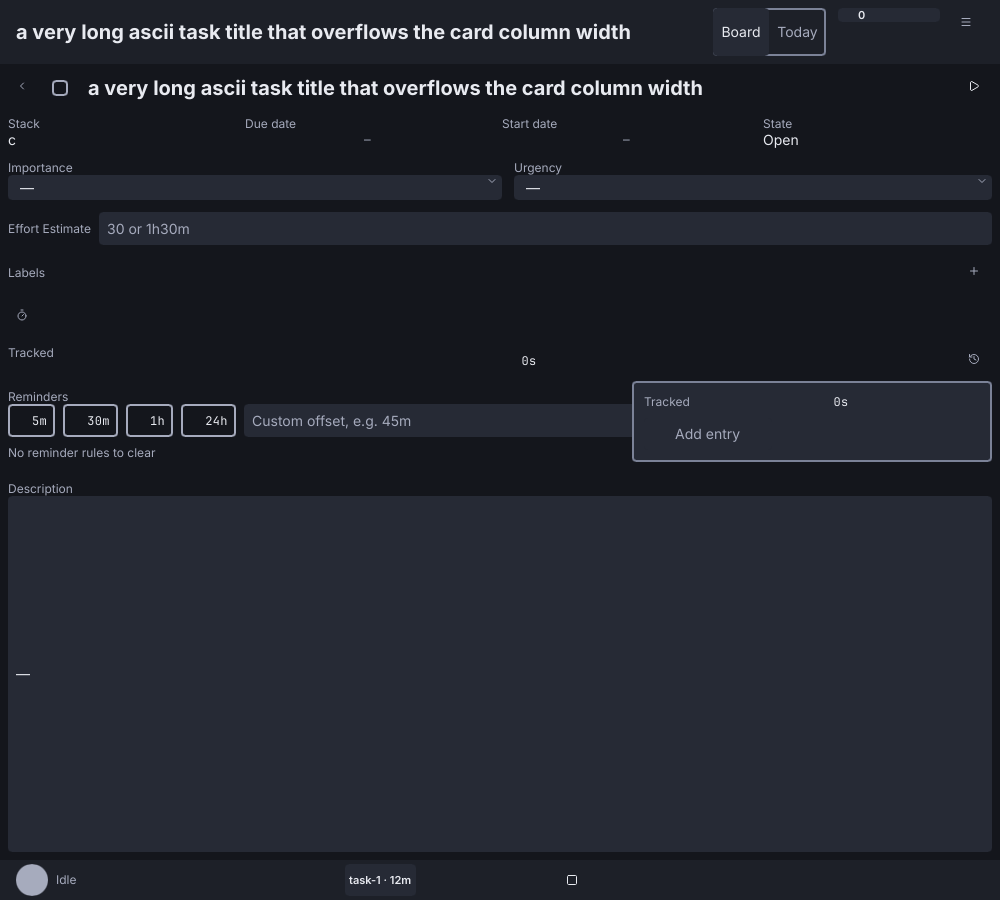 a very long ascii task title that overflows the card column width
Board Today
0
a very long ascii task title that overflows the card column width
Stack Due date Start date State
c – – Open
Importance Urgency
— —
Effort Estimate 30 or 1h30m
Labels
Tracked
0s
Reminders
5m 30m 1h 24h Custom offset, e.g. 45m
Tracked 0s
Add entry
No reminder rules to clear
Description
—
Idle task-1 · 12m